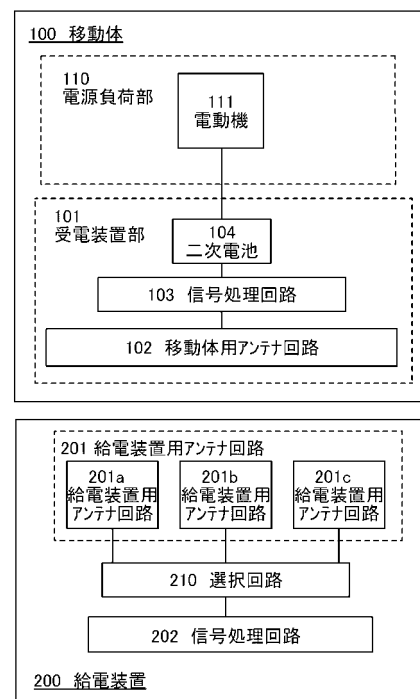 100 移動体
110
電源負荷部
111
電動機
101
受電装置部
104
二次電池
103 信号処理回路
102 移動体用アンテナ回路
201 給電装置用アンテナ回路
201a
給電装置用
アンテナ回路
201b
給電装置用
アンテナ回路
201c
給電装置用
アンテナ回路
210 選択回路
202 信号処理回路
200 給電装置